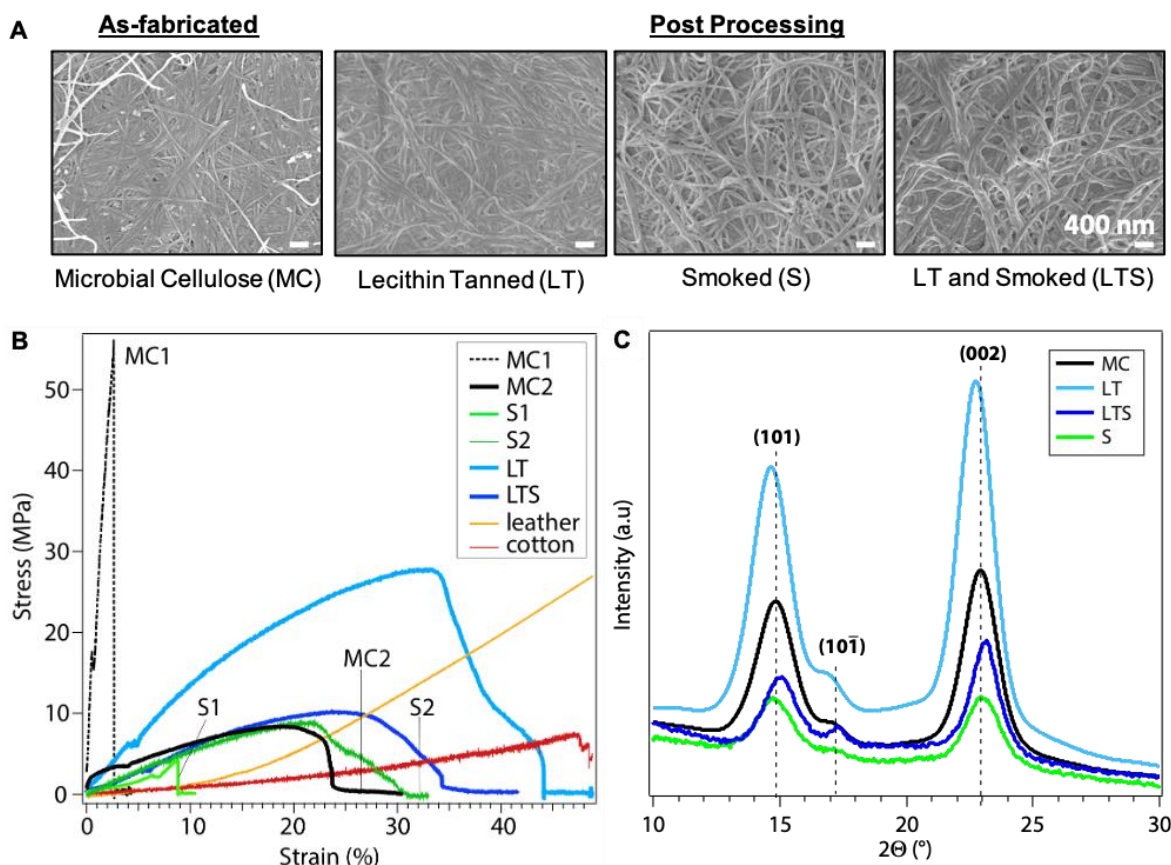 As-fabricated
Post Processing
A
400 nm
Microbial Cellulose (MC)
Lecithin Tanned (LT)
Smoked (S)
LT and Smoked (LTS)
B
MC1
MC1
MC2
S1
S2
LT
LTS
leather
cotton
MC2
S1
S2
50
40
30
20
10
0
Stress (MPa)
0
10
20
30
40
Strain (%)
C
(002)
MC
LT
LTS
S
(101)
(101̅)
Intensity (a.u)
10
15
20
25
30
2Θ (°)